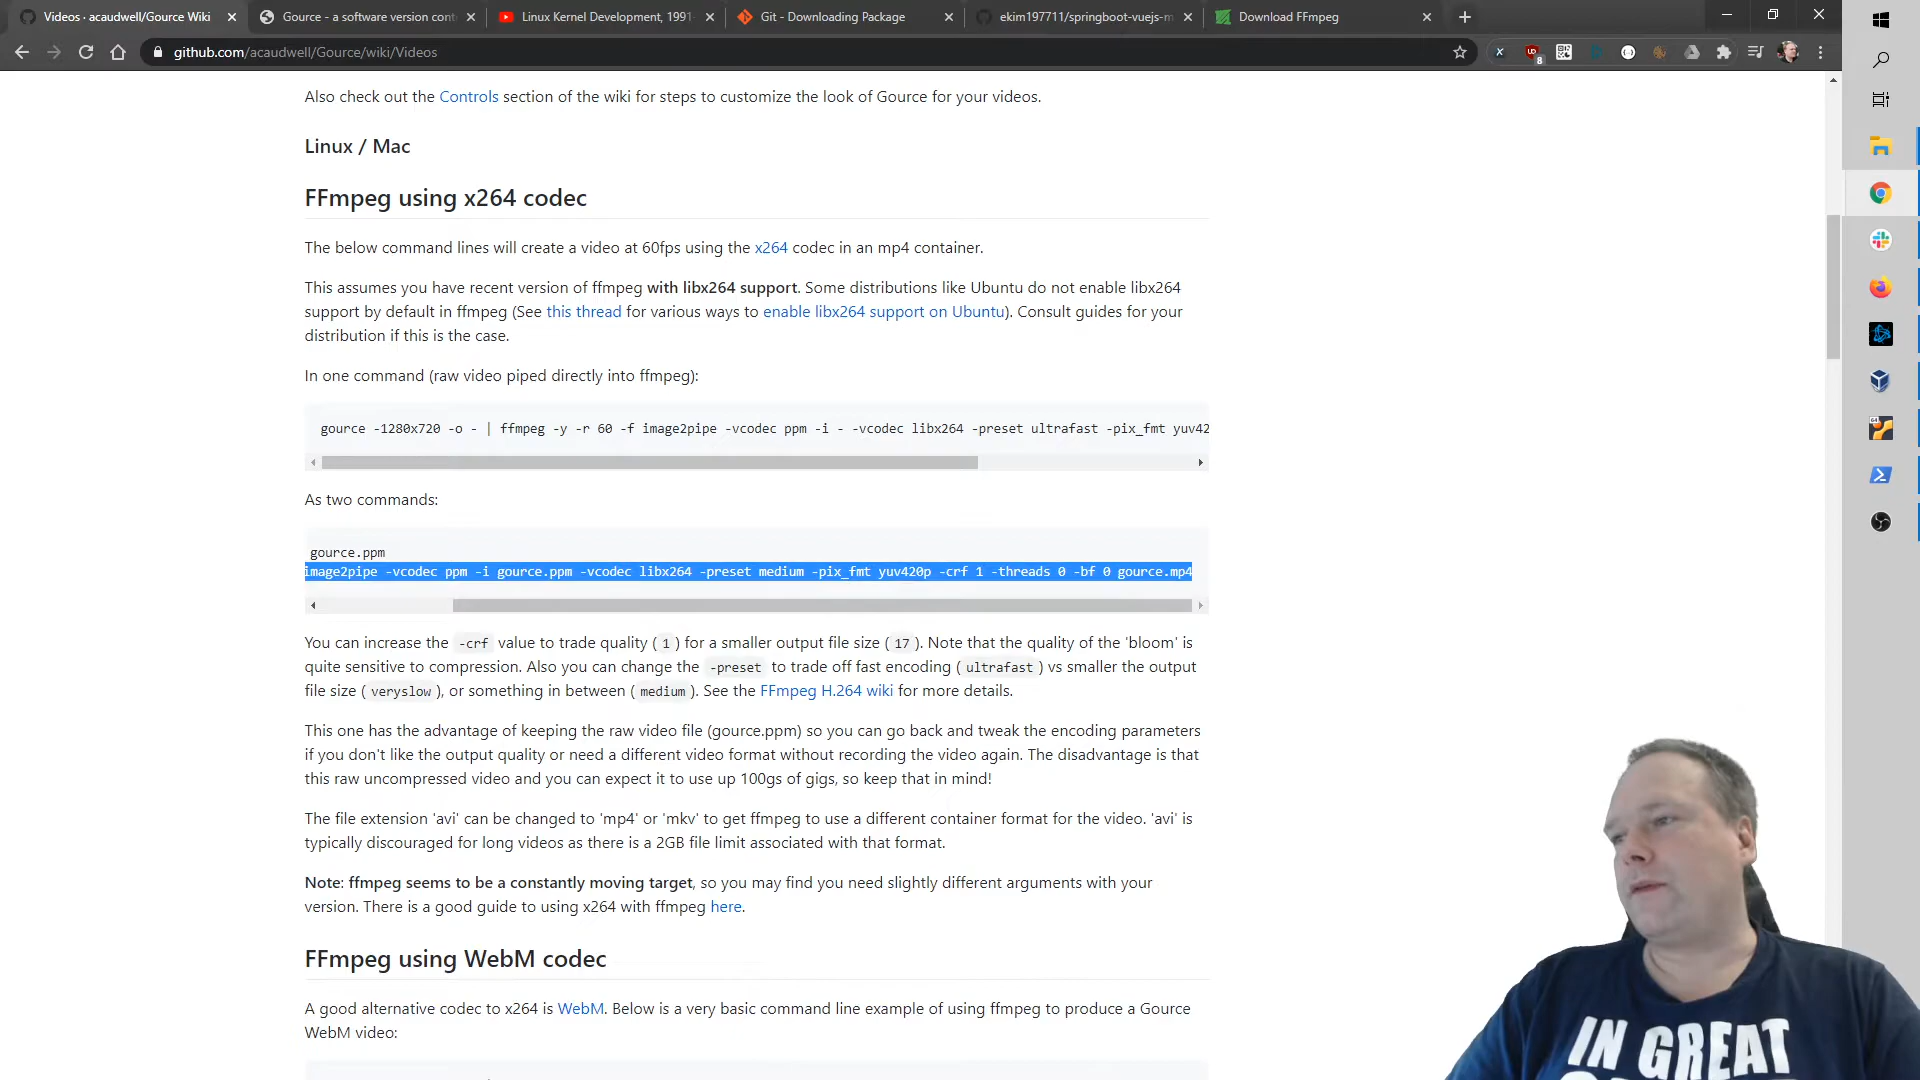 Videos · acaudwell/Gource Wiki
Gource - a software version cont
Linux Kernel Development, 1991-
Git - Downloading Package
ekim197711/springboot-vuejs-m
Download FFmpeg
github.com/acaudwell/Gource/wiki/Videos
8
Also check out the Controls section of the wiki for steps to customize the look of Gource for your videos.
Linux / Mac
FFmpeg using x264 codec
The below command lines will create a video at 60fps using the x264 codec in an mp4 container.
This assumes you have recent version of ffmpeg with libx264 support. Some distributions like Ubuntu do not enable libx264
support by default in ffmpeg (See this thread for various ways to enable libx264 support on Ubuntu). Consult guides for your
distribution if this is the case.
In one command (raw video piped directly into ffmpeg):
gource -1280x720 -o - | ffmpeg -y -r 60 -f image2pipe -vcodec ppm -i - -vcodec libx264 -preset ultrafast -pix_fmt yuv42
As two commands:
gource.ppm
image2pipe -vcodec ppm -i gource.ppm -vcodec libx264 -preset medium -pix_fmt yuv420p -crf 1 -threads 0 -bf 0 gource.mp4
You can increase the -crf value to trade quality ( 1 ) for a smaller output file size ( 17 ). Note that the quality of the 'bloom' is
quite sensitive to compression. Also you can change the -preset to trade off fast encoding ( ultrafast ) vs smaller the output
file size ( veryslow ), or something in between ( medium ). See the FFmpeg H.264 wiki for more details.
This one has the advantage of keeping the raw video file (gource.ppm) so you can go back and tweak the encoding parameters
if you don't like the output quality or need a different video format without recording the video again. The disadvantage is that
this raw uncompressed video and you can expect it to use up 100gs of gigs, so keep that in mind!
The file extension 'avi' can be changed to 'mp4' or 'mkv' to get ffmpeg to use a different container format for the video. 'avi' is
typically discouraged for long videos as there is a 2GB file limit associated with that format.
Note: ffmpeg seems to be a constantly moving target, so you may find you need slightly different arguments with your
version. There is a good guide to using x264 with ffmpeg here.
FFmpeg using WebM codec
A good alternative codec to x264 is WebM. Below is a very basic command line example of using ffmpeg to produce a Gource
WebM video:
IN GREAT